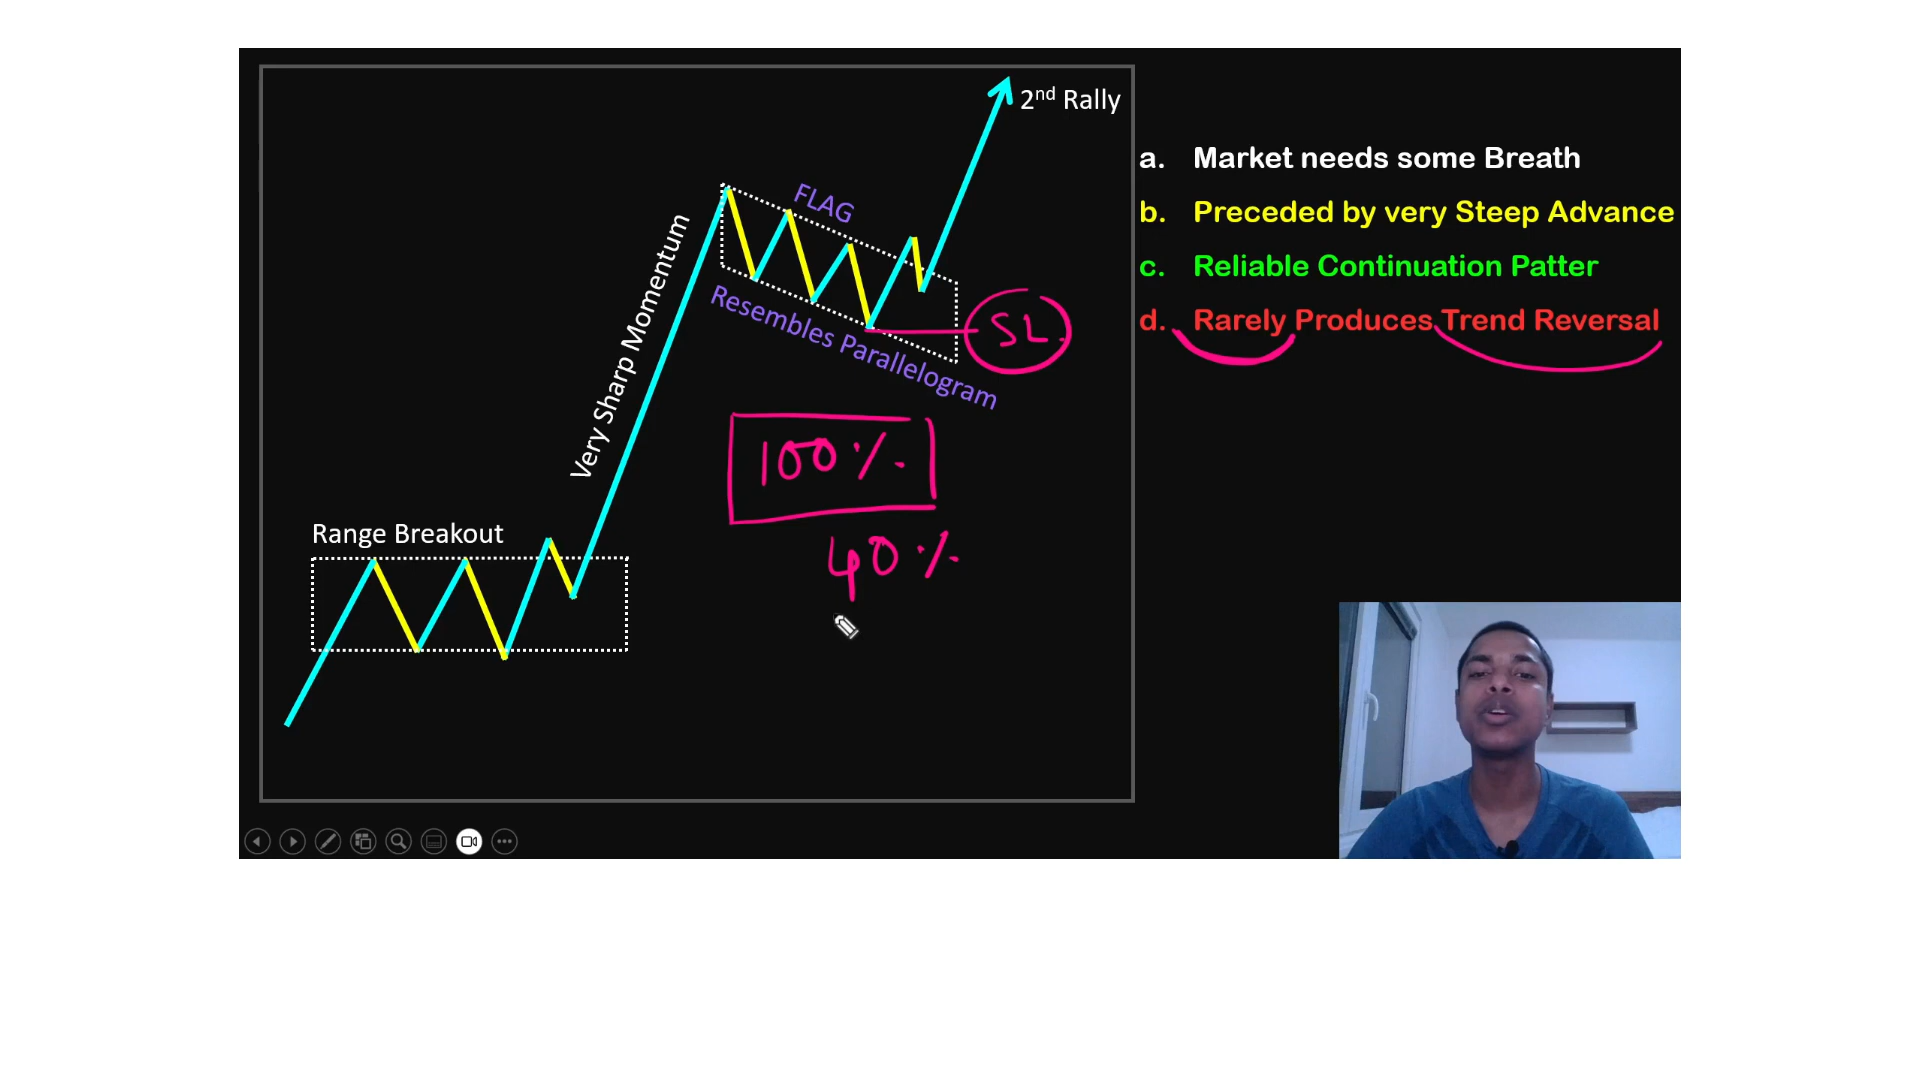 2nd Rally
FLAG
Resembles Parallelogram
Very Sharp Momentum
Range Breakout
SL.
100%
40%
a. Market needs some Breath
b. Preceded by very Steep Advance
c. Reliable Continuation Patter
d. Rarely Produces Trend Reversal